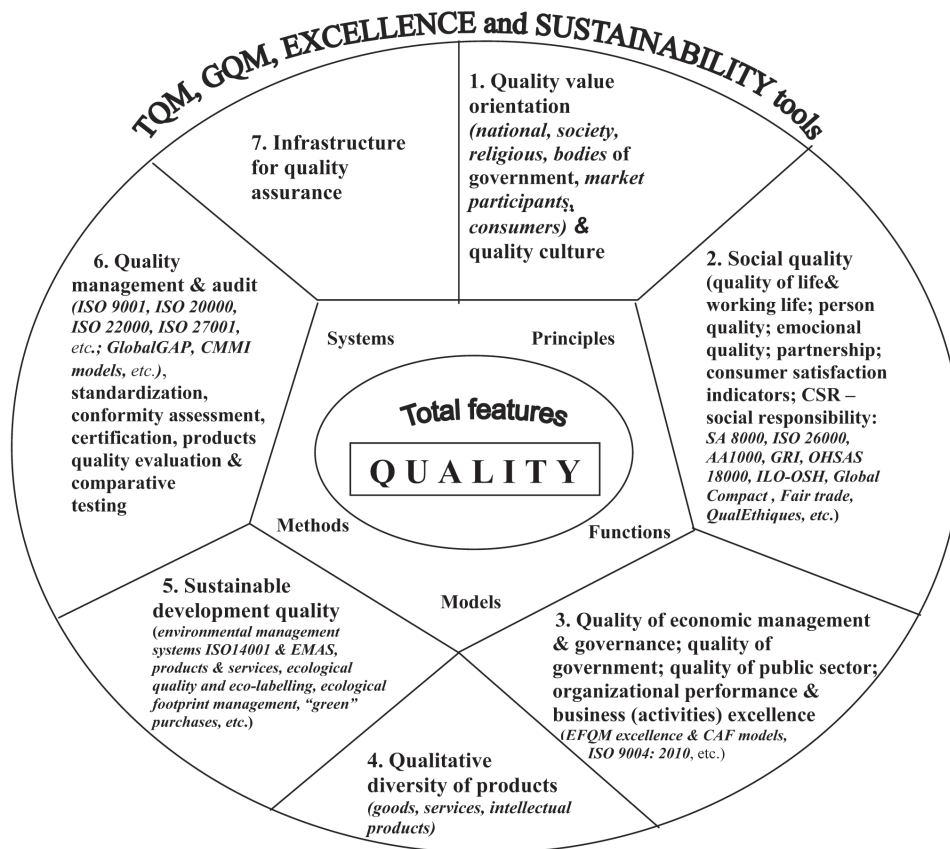 TQM, GQM, EXCELLENCE and SUSTAINABILITY tools
1. Quality value
orientation
(national, society,
religious, bodies of
government, market
participants,
consumers) &
quality culture
2. Social quality
(quality of life&
working life; person
quality; emocional
quality; partnership;
consumer satisfaction
indicators; CSR –
social responsibility:
SA 8000, ISO 26000,
AA1000, GRI, OHSAS
18000, ILO-OSH, Global
Compact , Fair trade,
QualEthiques, etc.)
3. Quality of economic management
& governance; quality of
government; quality of public sector;
organizational performance &
business (activities) excellence
(EFQM excellence & CAF models,
ISO 9004: 2010, etc.)
4. Qualitative
diversity of products
(goods, services, intellectual
products)
5. Sustainable
development quality
(environmental management
systems ISO14001 & EMAS,
products & services, ecological
quality and eco-labelling, ecological
footprint management, “green”
purchases, etc.)
6. Quality
management & audit
(ISO 9001, ISO 20000,
ISO 22000, ISO 27001,
etc.; GlobalGAP, CMMI
models, etc.),
standardization,
conformity assessment,
certification, products
quality evaluation &
comparative
testing
7. Infrastructure
for quality
assurance
Systems
Principles
Methods
Functions
Models
Total features
QUALITY